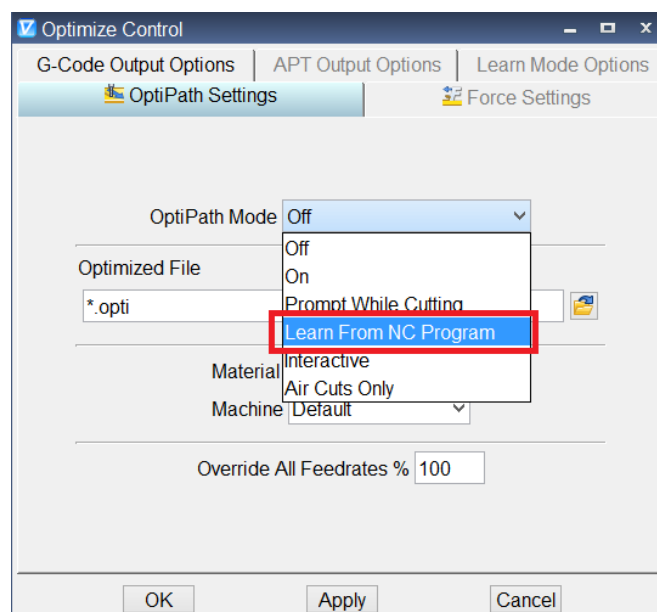 Optimize Control
G-Code Output Options APT Output Options Learn Mode Options
OptiPath Settings Force Settings
OptiPath Mode Off
Off
Optimized File
On
*.opti
Prompt While Cutting
Learn From NC Program
Interactive
Material
Air Cuts Only
Machine Default
Override All Feedrates % 100
OK Apply Cancel